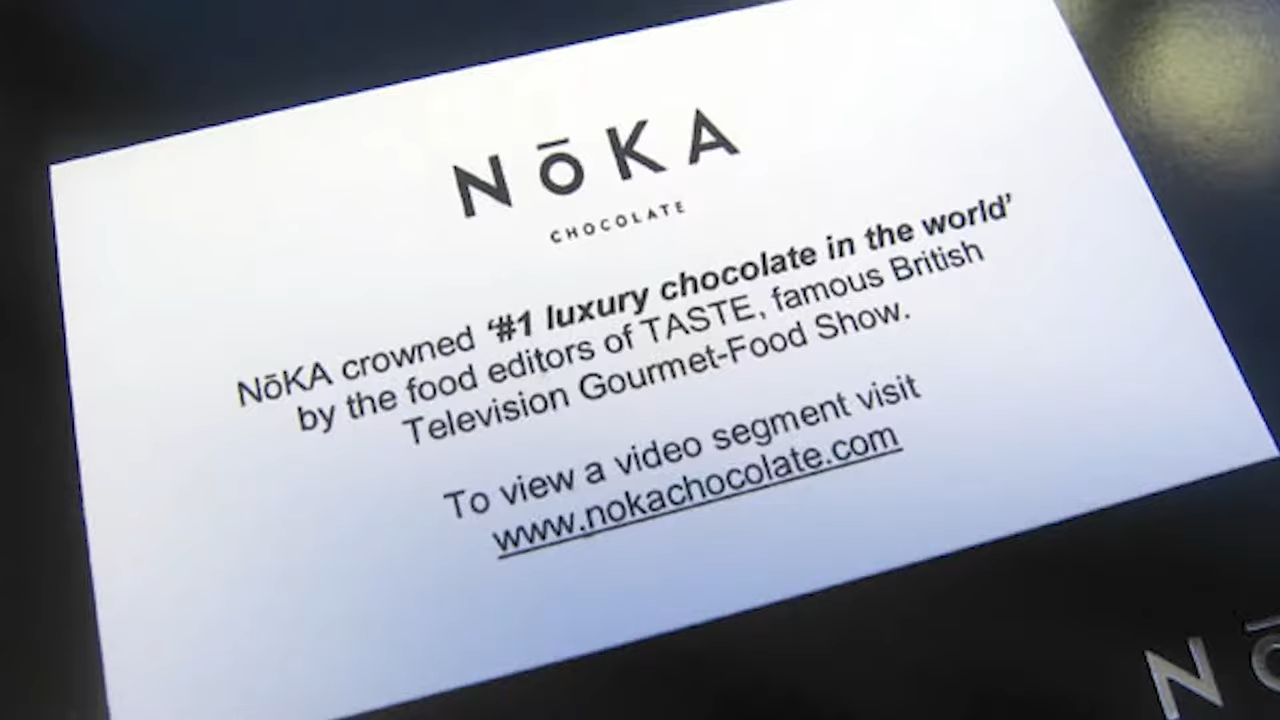 NōKA
CHOCOLATE
NōKA crowned ‘#1 luxury chocolate in the world’
by the food editors of TASTE, famous British
Television Gourmet-Food Show.
To view a video segment visit
www.nokachocolate.com
Nō